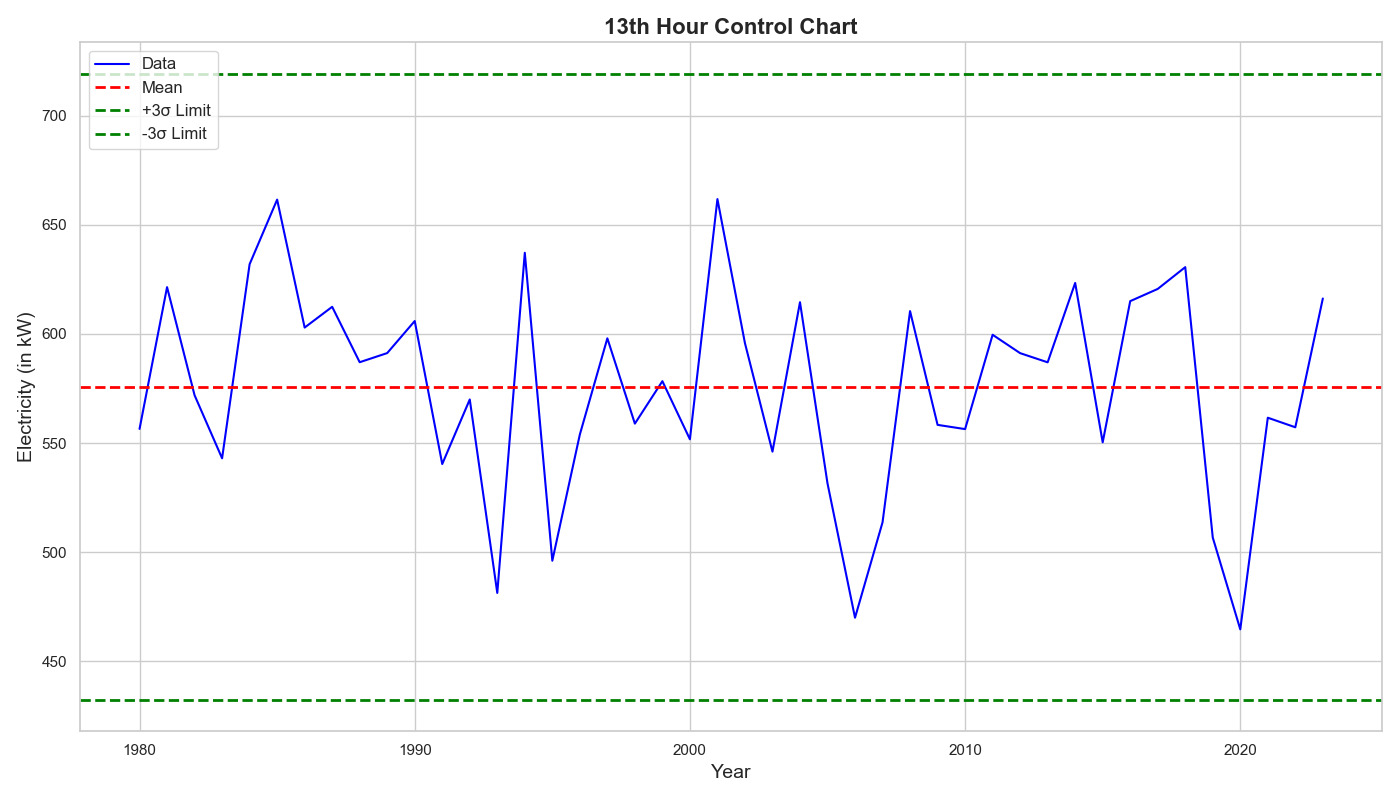 13th Hour Control Chart
Data
Mean
+3σ Limit
-3σ Limit
700
650
600
550
500
450
Electricity (in kW)
1980
1990
2000
2010
2020
Year